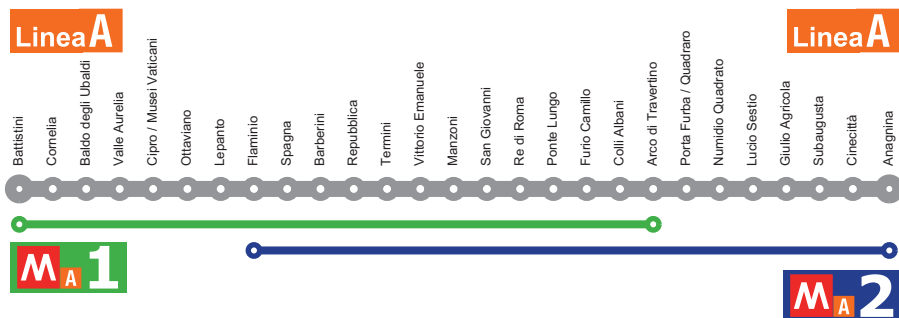 Linea A
Linea A
Battistini
Cornelia
Baldo degli Ubaldi
Valle Aurelia
Cipro / Musei Vaticani
Ottaviano
Lepanto
Flaminio
Spagna
Barberini
Repubblica
Termini
Vittorio Emanuele
Manzoni
San Giovanni
Re di Roma
Ponte Lungo
Furio Camillo
Colli Albani
Arco di Travertino
Porta Furba / Quadraro
Numidio Quadrato
Lucio Sestio
Giulio Agricola
Subaugusta
Cinecittà
Anagnina
M A 1
M A 2